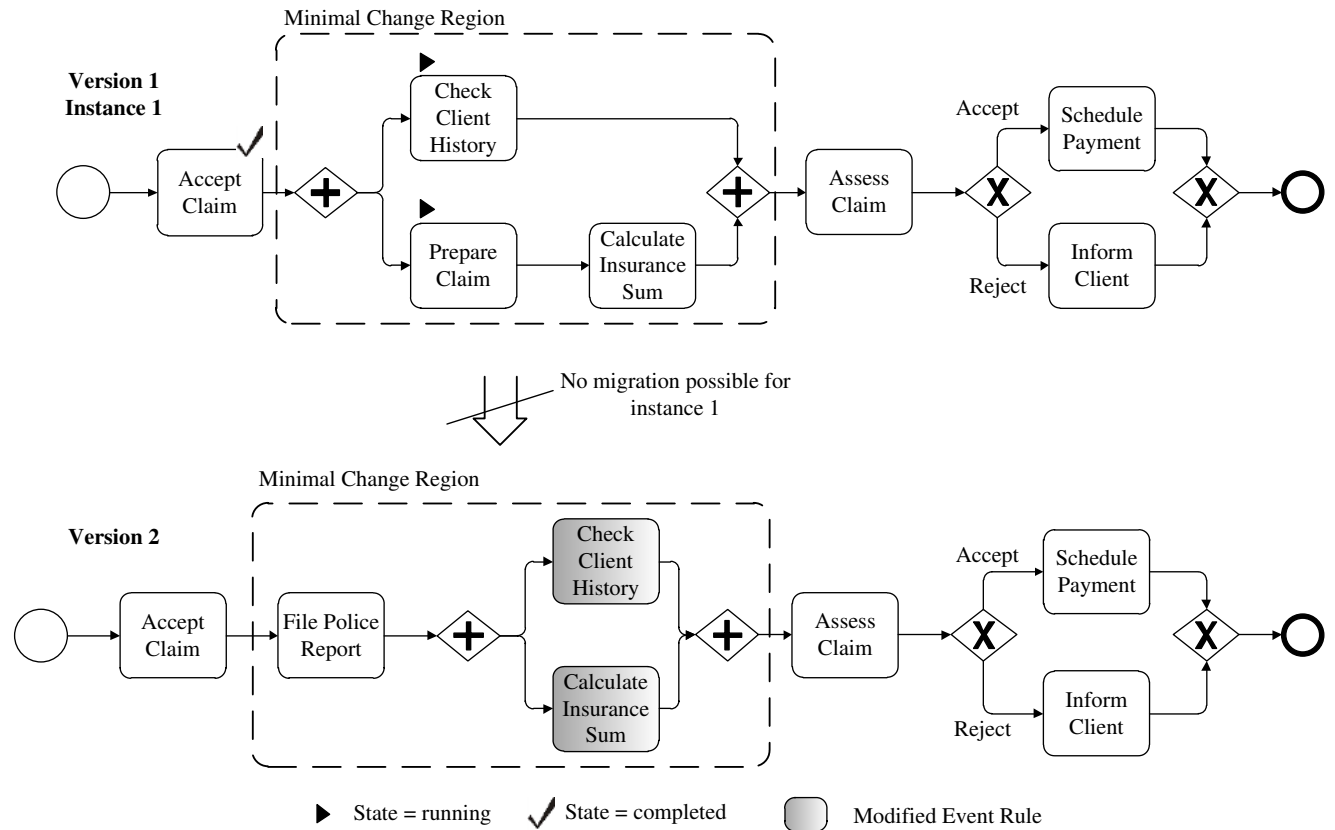 Minimal Change Region
Version 1
Instance 1
Accept
Claim
Check
Client
History
Prepare
Claim
Calculate
Insurance
Sum
Assess
Claim
Accept
Reject
Schedule
Payment
Inform
Client
X
X
No migration possible for
instance 1
Minimal Change Region
Version 2
Accept
Claim
File Police
Report
Check
Client
History
Calculate
Insurance
Sum
Assess
Claim
Accept
Reject
Schedule
Payment
Inform
Client
X
X
State = running
State = completed
Modified Event Rule